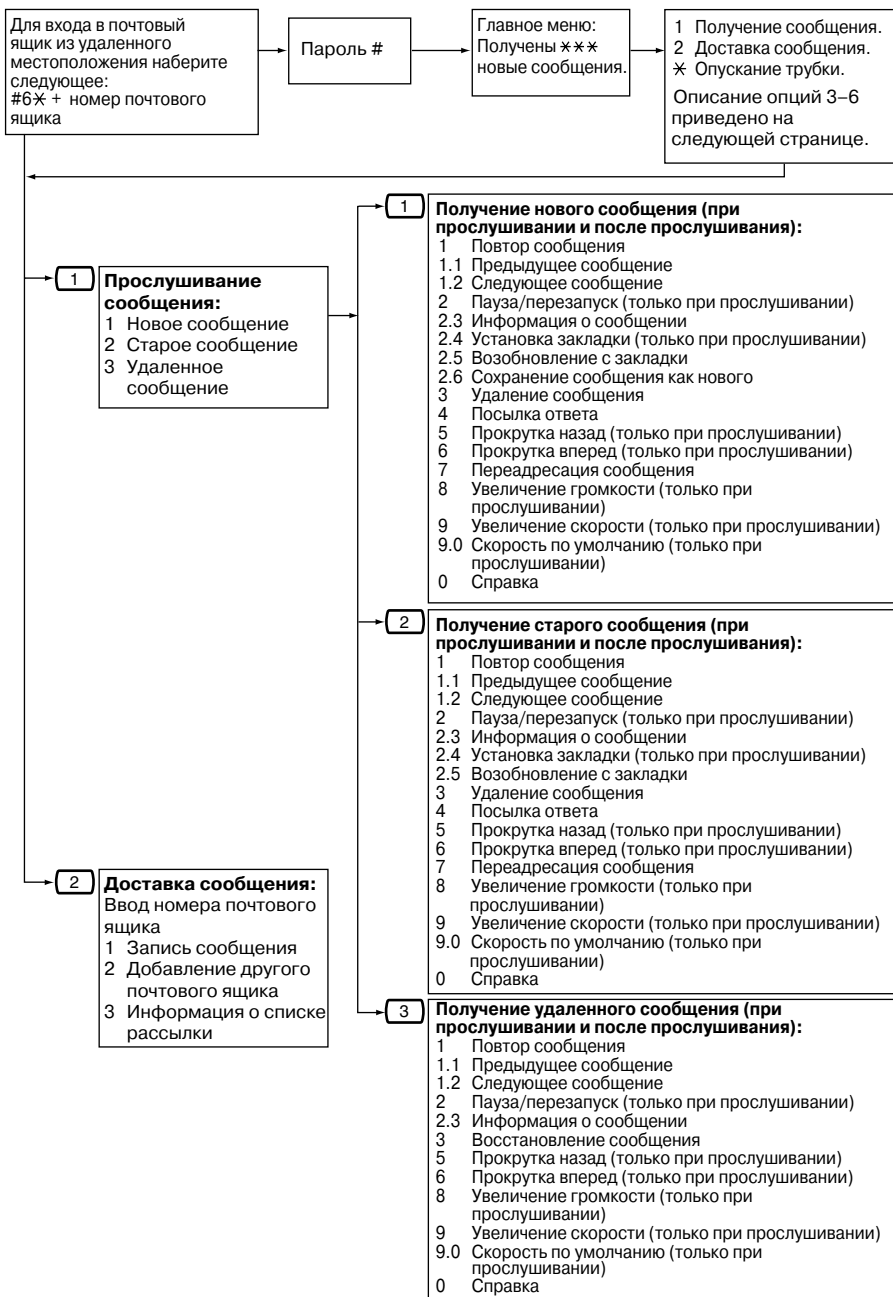 Для входа в почтовый
ящик из удаленного
местоположения наберите
следующее:
#6✳ + номер почтового
ящика
Пароль #
Главное меню:
Получены ✳✳✳
новые сообщения.
1 Получение сообщения.
2 Доставка сообщения.
✳ Опускание трубки.
Описание опций 3–6
приведено на
следующей странице.
1
Прослушивание
сообщения:
1 Новое сообщение
2 Старое сообщение
3 Удаленное
сообщение
1
Получение нового сообщения (при
прослушивании и после прослушивания):
1 Повтор сообщения
1.1 Предыдущее сообщение
1.2 Следующее сообщение
2 Пауза/перезапуск (только при прослушивании)
2.3 Информация о сообщении
2.4 Установка закладки (только при прослушивании)
2.5 Возобновление с закладки
2.6 Сохранение сообщения как нового
3 Удаление сообщения
4 Посылка ответа
5 Прокрутка назад (только при прослушивании)
6 Прокрутка вперед (только при прослушивании)
7 Переадресация сообщения
8 Увеличение громкости (только при
прослушивании)
9 Увеличение скорости (только при прослушивании)
9.0 Скорость по умолчанию (только при
прослушивании)
0 Справка
2
Получение старого сообщения (при
прослушивании и после прослушивания):
1 Повтор сообщения
1.1 Предыдущее сообщение
1.2 Следующее сообщение
2 Пауза/перезапуск (только при прослушивании)
2.3 Информация о сообщении
2.4 Установка закладки (только при прослушивании)
2.5 Возобновление с закладки
3 Удаление сообщения
4 Посылка ответа
5 Прокрутка назад (только при прослушивании)
6 Прокрутка вперед (только при прослушивании)
7 Переадресация сообщения
8 Увеличение громкости (только при
прослушивании)
9 Увеличение скорости (только при прослушивании)
9.0 Скорость по умолчанию (только при
прослушивании)
0 Справка
2
Доставка сообщения:
Ввод номера почтового
ящика
1 Запись сообщения
2 Добавление другого
почтового ящика
3 Информация о списке
рассылки
3
Получение удаленного сообщения (при
прослушивании и после прослушивания):
1 Повтор сообщения
1.1 Предыдущее сообщение
1.2 Следующее сообщение
2 Пауза/перезапуск (только при прослушивании)
2.3 Информация о сообщении
3 Восстановление сообщения
5 Прокрутка назад (только при прослушивании)
6 Прокрутка вперед (только при прослушивании)
8 Увеличение громкости (только при
прослушивании)
9 Увеличение скорости (только при прослушивании)
9.0 Скорость по умолчанию (только при
прослушивании)
0 Справка